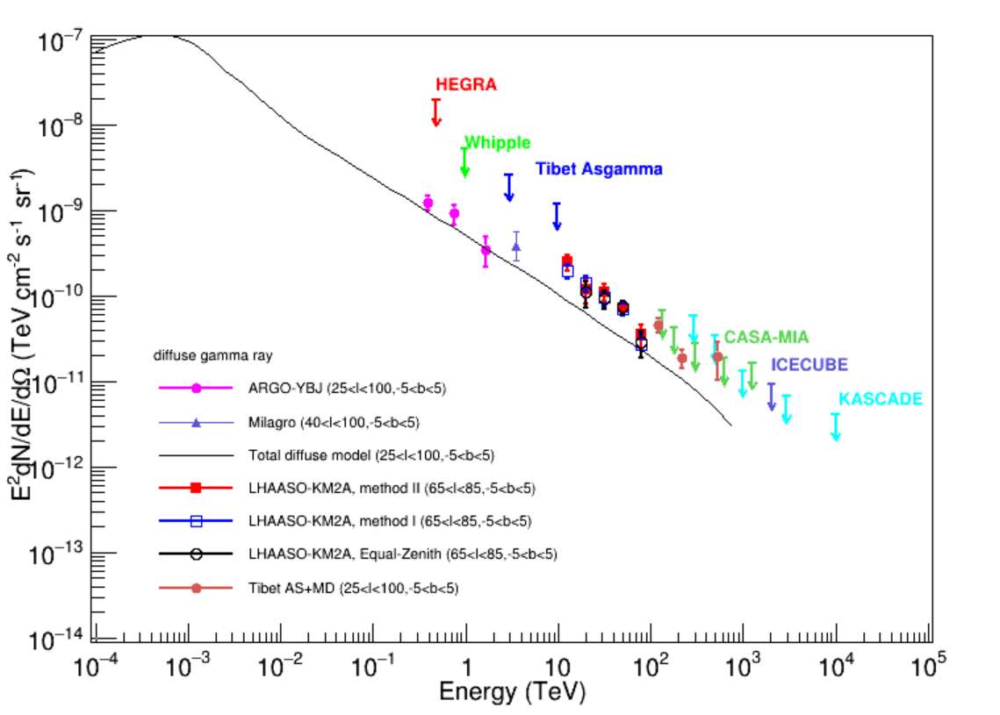 10⁻⁷
10⁻⁸
10⁻⁹
10⁻¹⁰
10⁻¹¹
10⁻¹²
10⁻¹³
10⁻¹⁴
E²dN/dE/dΩ (TeV cm⁻² s⁻¹ sr⁻¹)
HEGRA
Whipple
Tibet Asgamma
CASA-MIA
ICECUBE
KASCADE
diffuse gamma ray
ARGO-YBJ (25<l<100,-5<b<5)
Milagro (40<l<100,-5<b<5)
Total diffuse model (25<l<100,-5<b<5)
LHAASO-KM2A, method II (65<l<85,-5<b<5)
LHAASO-KM2A, method I (65<l<85,-5<b<5)
LHAASO-KM2A, Equal-Zenith (65<l<85,-5<b<5)
Tibet AS+MD (25<l<100,-5<b<5)
10⁻⁴ 10⁻³ 10⁻² 10⁻¹ 1 10 10² 10³ 10⁴ 10⁵
Energy (TeV)